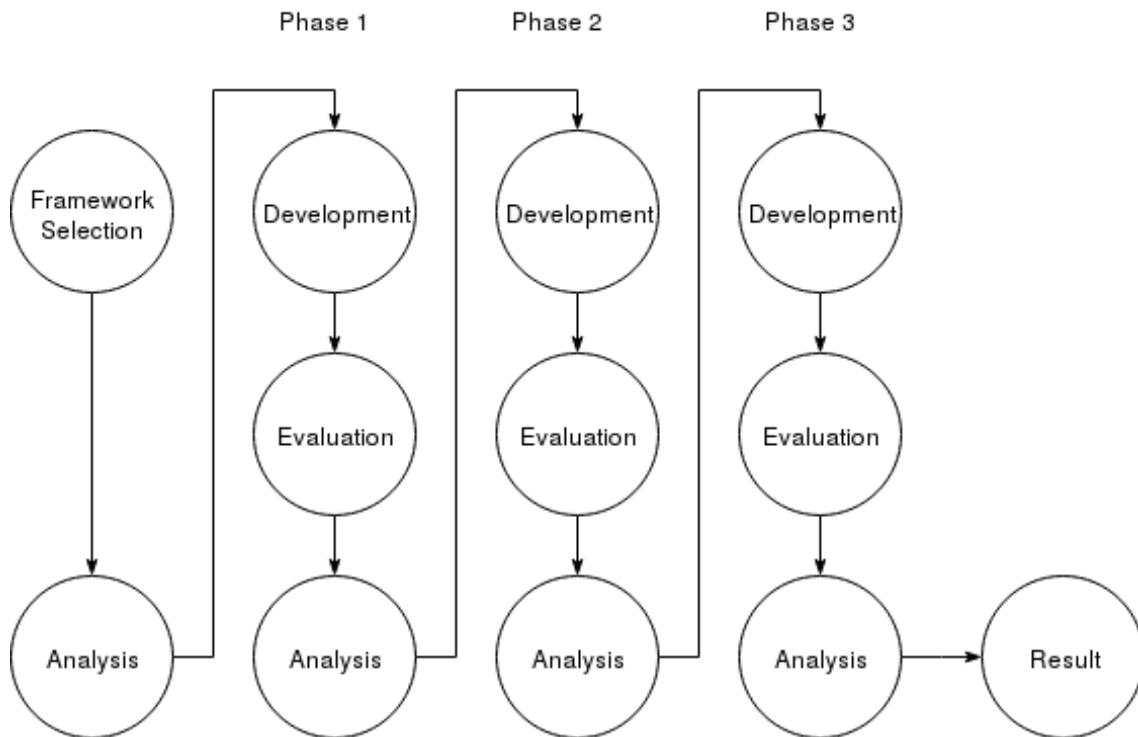 Phase 1
Phase 2
Phase 3
Framework
Selection
Development
Development
Development
Evaluation
Evaluation
Evaluation
Analysis
Analysis
Analysis
Analysis
Result